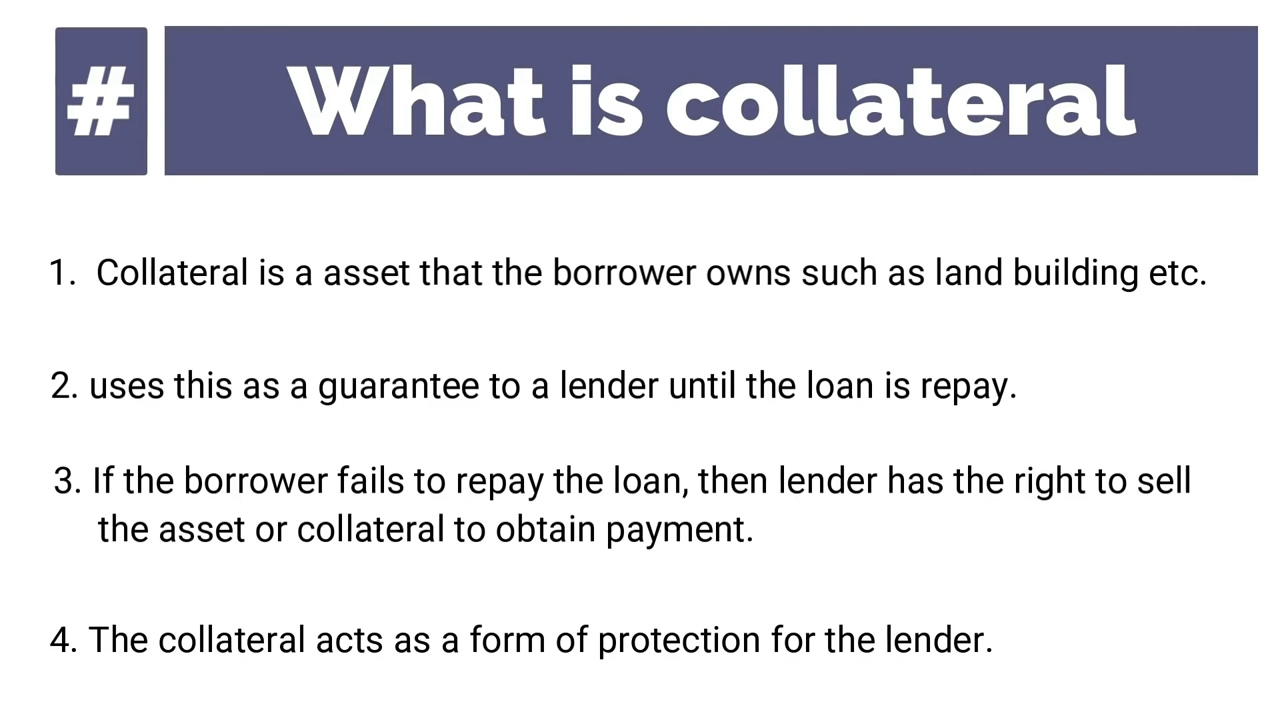 # What is collateral
1. Collateral is a asset that the borrower owns such as land building etc.
2. uses this as a guarantee to a lender until the loan is repay.
3. If the borrower fails to repay the loan, then lender has the right to sell
the asset or collateral to obtain payment.
4. The collateral acts as a form of protection for the lender.